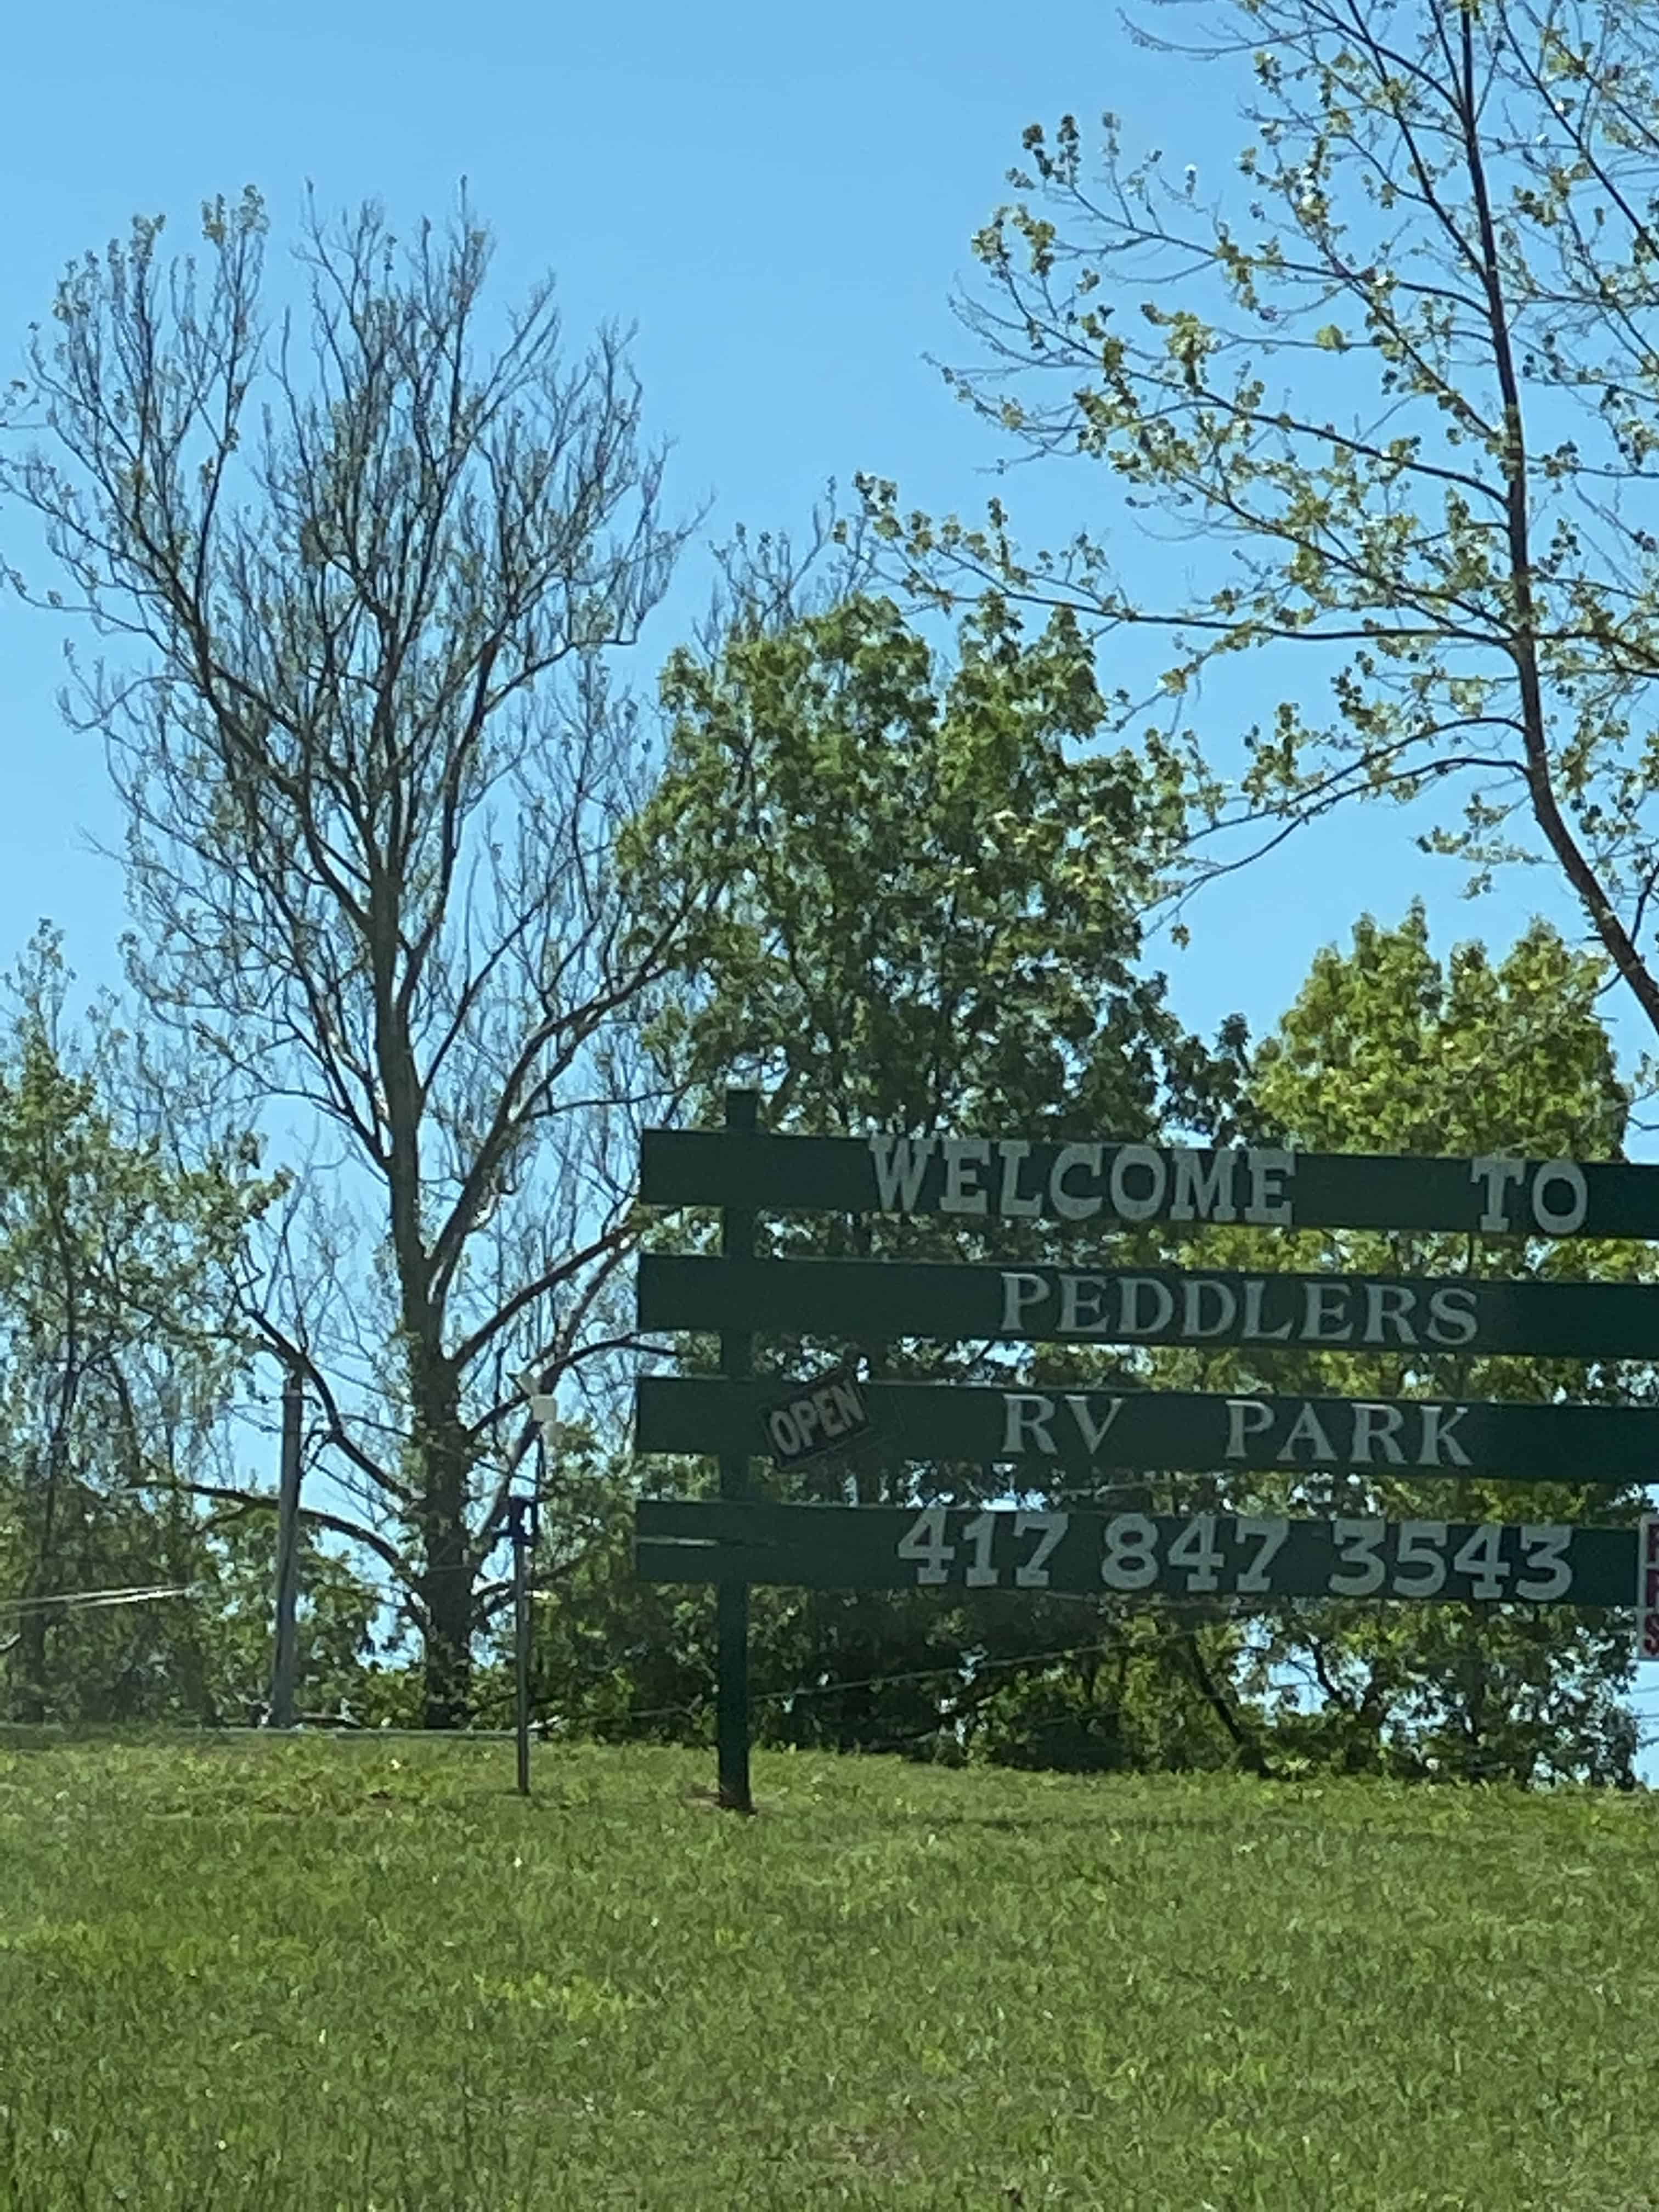 WELCOME TO
PEDDLERS
OPEN
RV PARK
417 847 3543